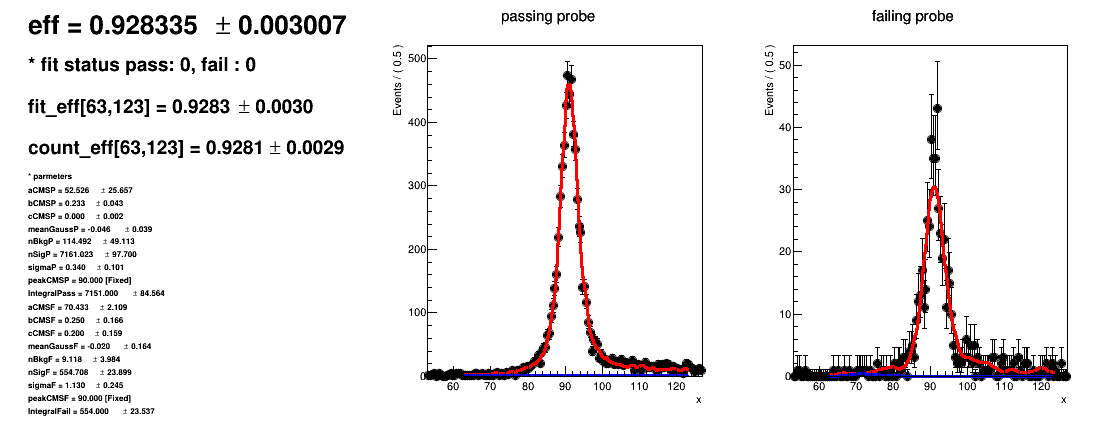 eff = 0.928335 ± 0.003007
* fit status pass: 0, fail : 0
fit_eff[63,123] = 0.9283 ± 0.0030
count_eff[63,123] = 0.9281 ± 0.0029
* parmeters
aCMSP = 52.526 ± 25.657
bCMSP = 0.233 ± 0.043
cCMSP = 0.000 ± 0.002
meanGaussP = -0.046 ± 0.039
nBkgP = 114.492 ± 49.113
nSigP = 7161.023 ± 97.700
sigmaP = 0.340 ± 0.101
peakCMSP = 90.000 [Fixed]
IntegralPass = 7151.000 ± 84.564
aCMSF = 70.433 ± 2.109
bCMSF = 0.250 ± 0.166
cCMSF = 0.200 ± 0.159
meanGaussF = -0.020 ± 0.164
nBkgF = 9.118 ± 3.984
nSigF = 554.708 ± 23.899
sigmaF = 1.130 ± 0.245
peakCMSF = 90.000 [Fixed]
IntegralFail = 554.000 ± 23.537
passing probe
Events / ( 0.5 )
500
400
300
200
100
0
60 70 80 90 100 110 120
x
failing probe
Events / ( 0.5 )
50
40
30
20
10
0
60 70 80 90 100 110 120
x